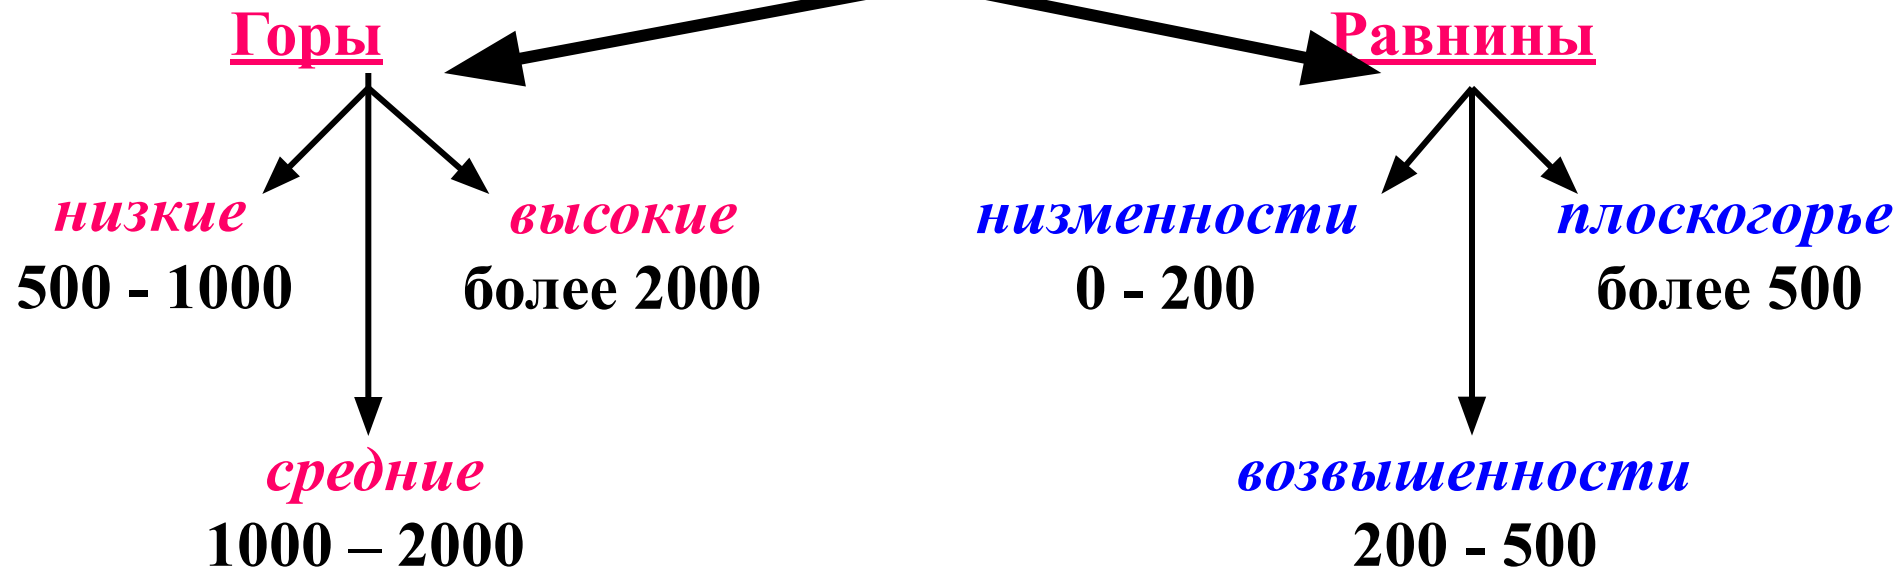 Горы
Равнины
низкие
500 - 1000
высокие
более 2000
средние
1000 – 2000
низменности
0 - 200
плоскогорье
более 500
возвышенности
200 - 500